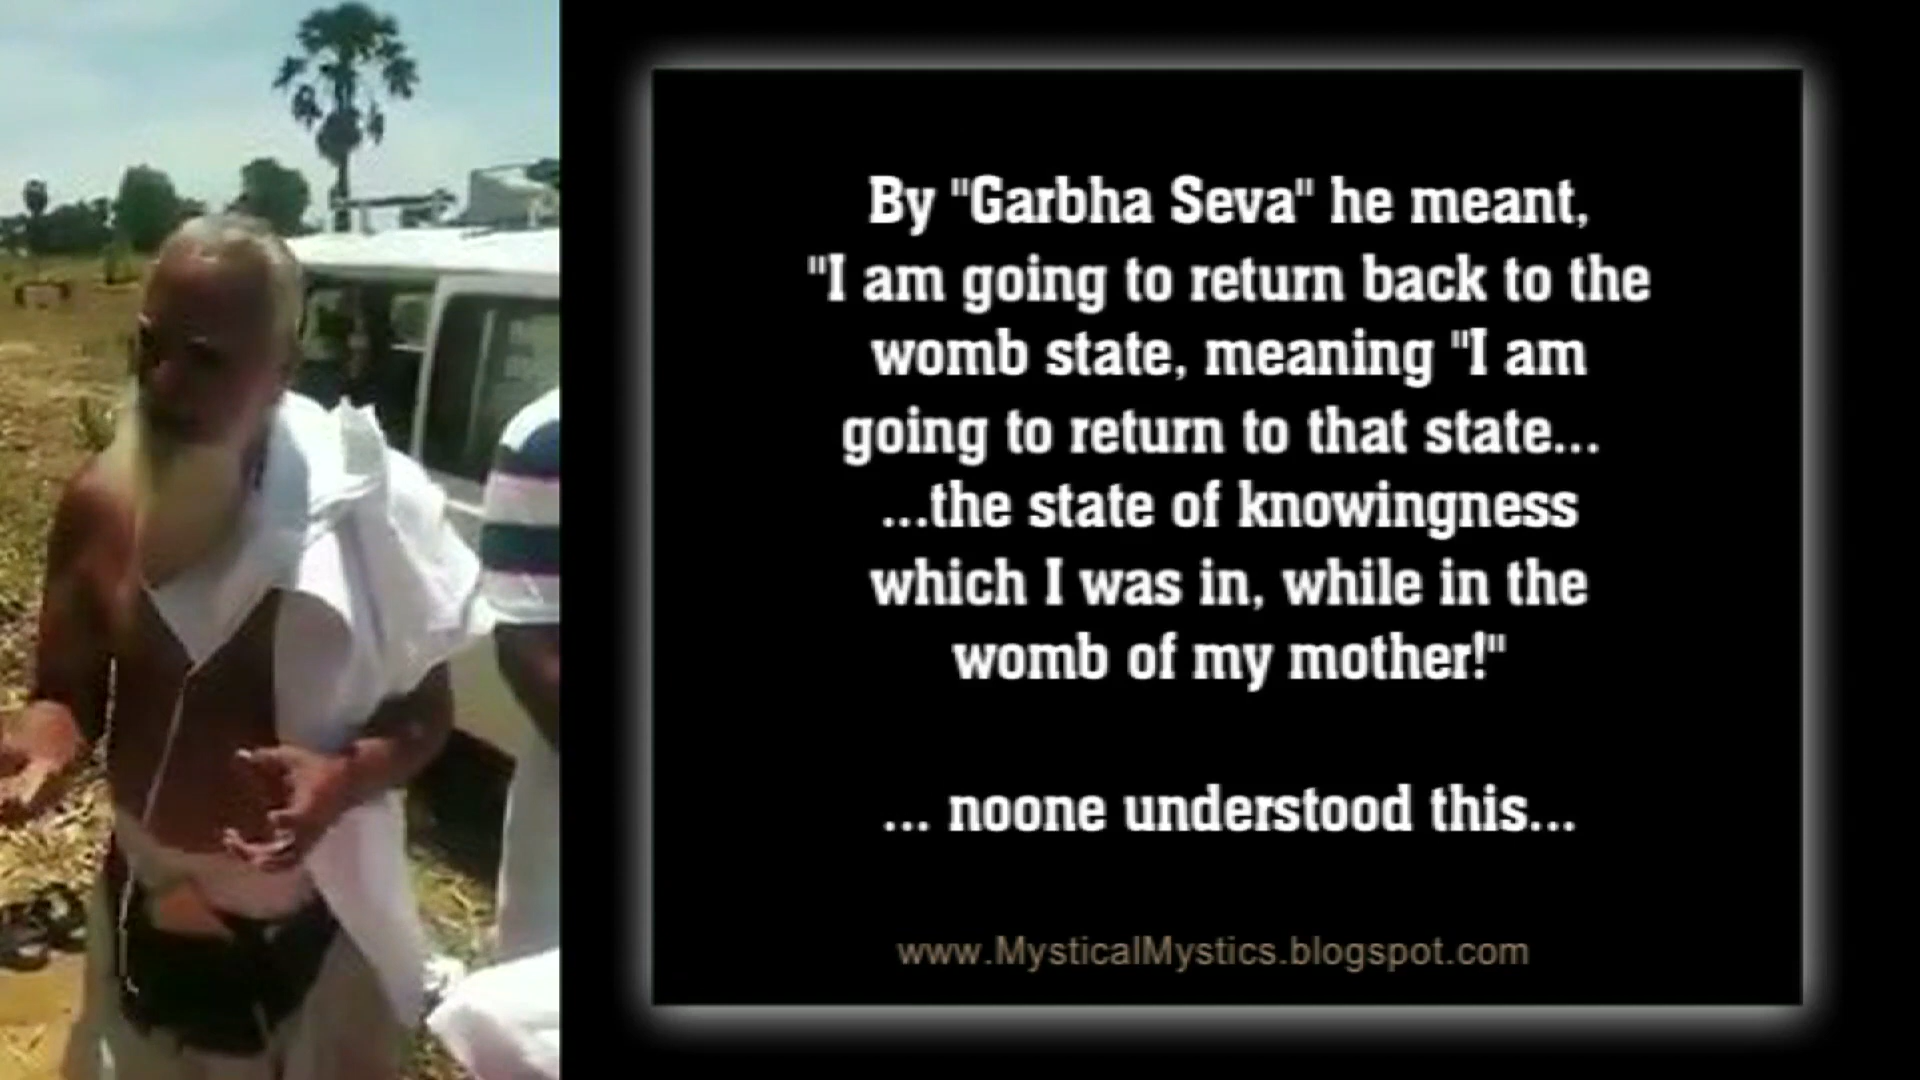 By "Garbha Seva" he meant,
"I am going to return back to the
womb state, meaning "I am
going to return to that state...
...the state of knowingness
which I was in, while in the
womb of my mother!"
... noone understood this...
www.MysticalMystics.blogspot.com